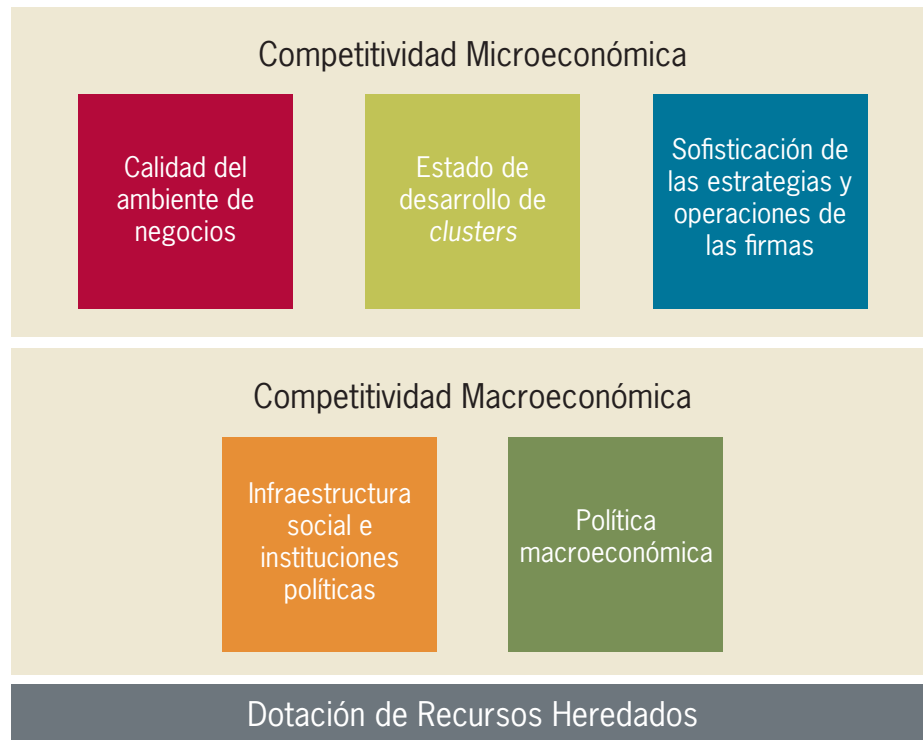 Competitividad Microeconómica
Calidad del
ambiente de
negocios
Estado de
desarrollo de
clusters
Sofisticación de
las estrategias y
operaciones de
las firmas
Competitividad Macroeconómica
Infraestructura
social e
instituciones
políticas
Política
macroeconómica
Dotación de Recursos Heredados